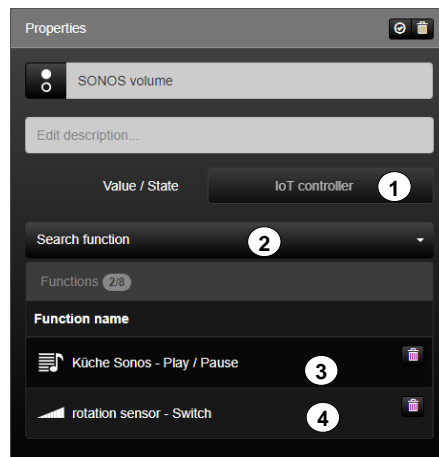 Properties
SONOS volume
Edit description...
Value / State IoT controller 1
Search function 2
Functions 2/8
Function name
Küche Sonos - Play / Pause 3
rotation sensor - Switch 4